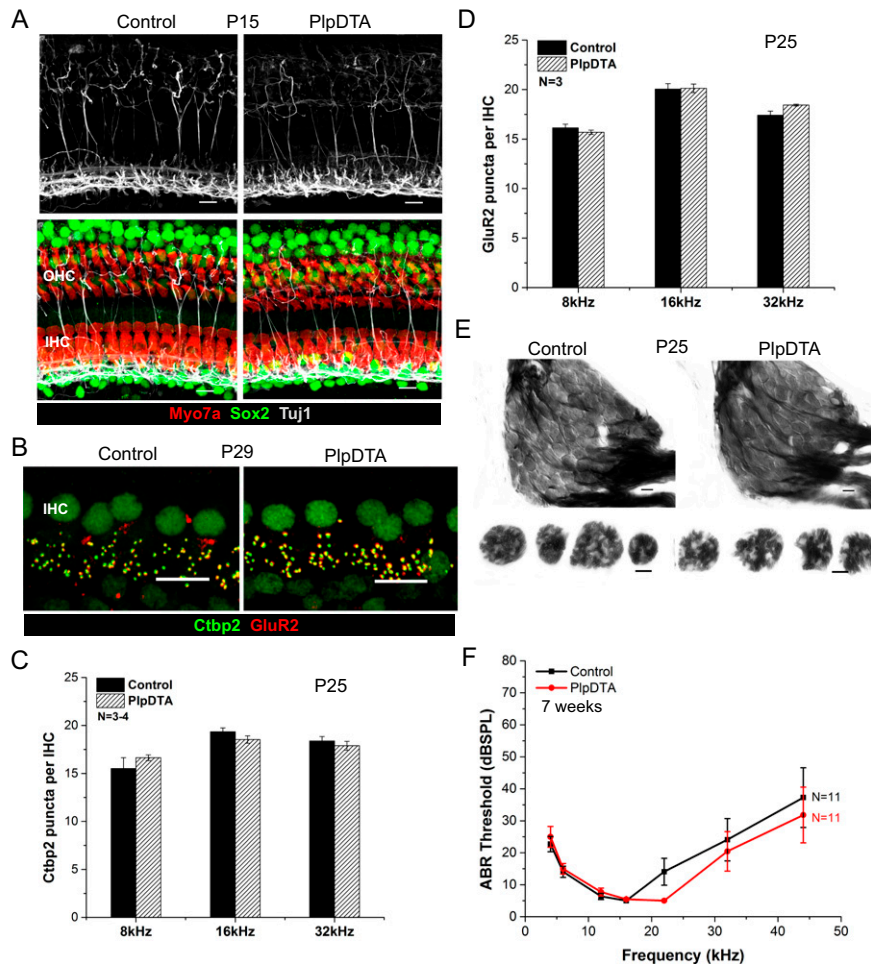 A
Control P15 PlpDTA
OHC
IHC
Myo7a Sox2 Tuj1
B
Control P29 PlpDTA
IHC
Ctbp2 GluR2
C
Control
PlpDTA
N=3-4
P25
Ctbp2 puncta per IHC
25
20
15
10
5
0
8kHz 16kHz 32kHz
D
Control
PlpDTA
N=3
P25
GluR2 puncta per IHC
25
20
15
10
5
0
8kHz 16kHz 32kHz
E
Control P25 PlpDTA
F
Control
PlpDTA
7 weeks
ABR Threshold (dBSPL)
80
70
60
50
40
30
20
10
0
N=11
N=11
0 10 20 30 40 50
Frequency (kHz)